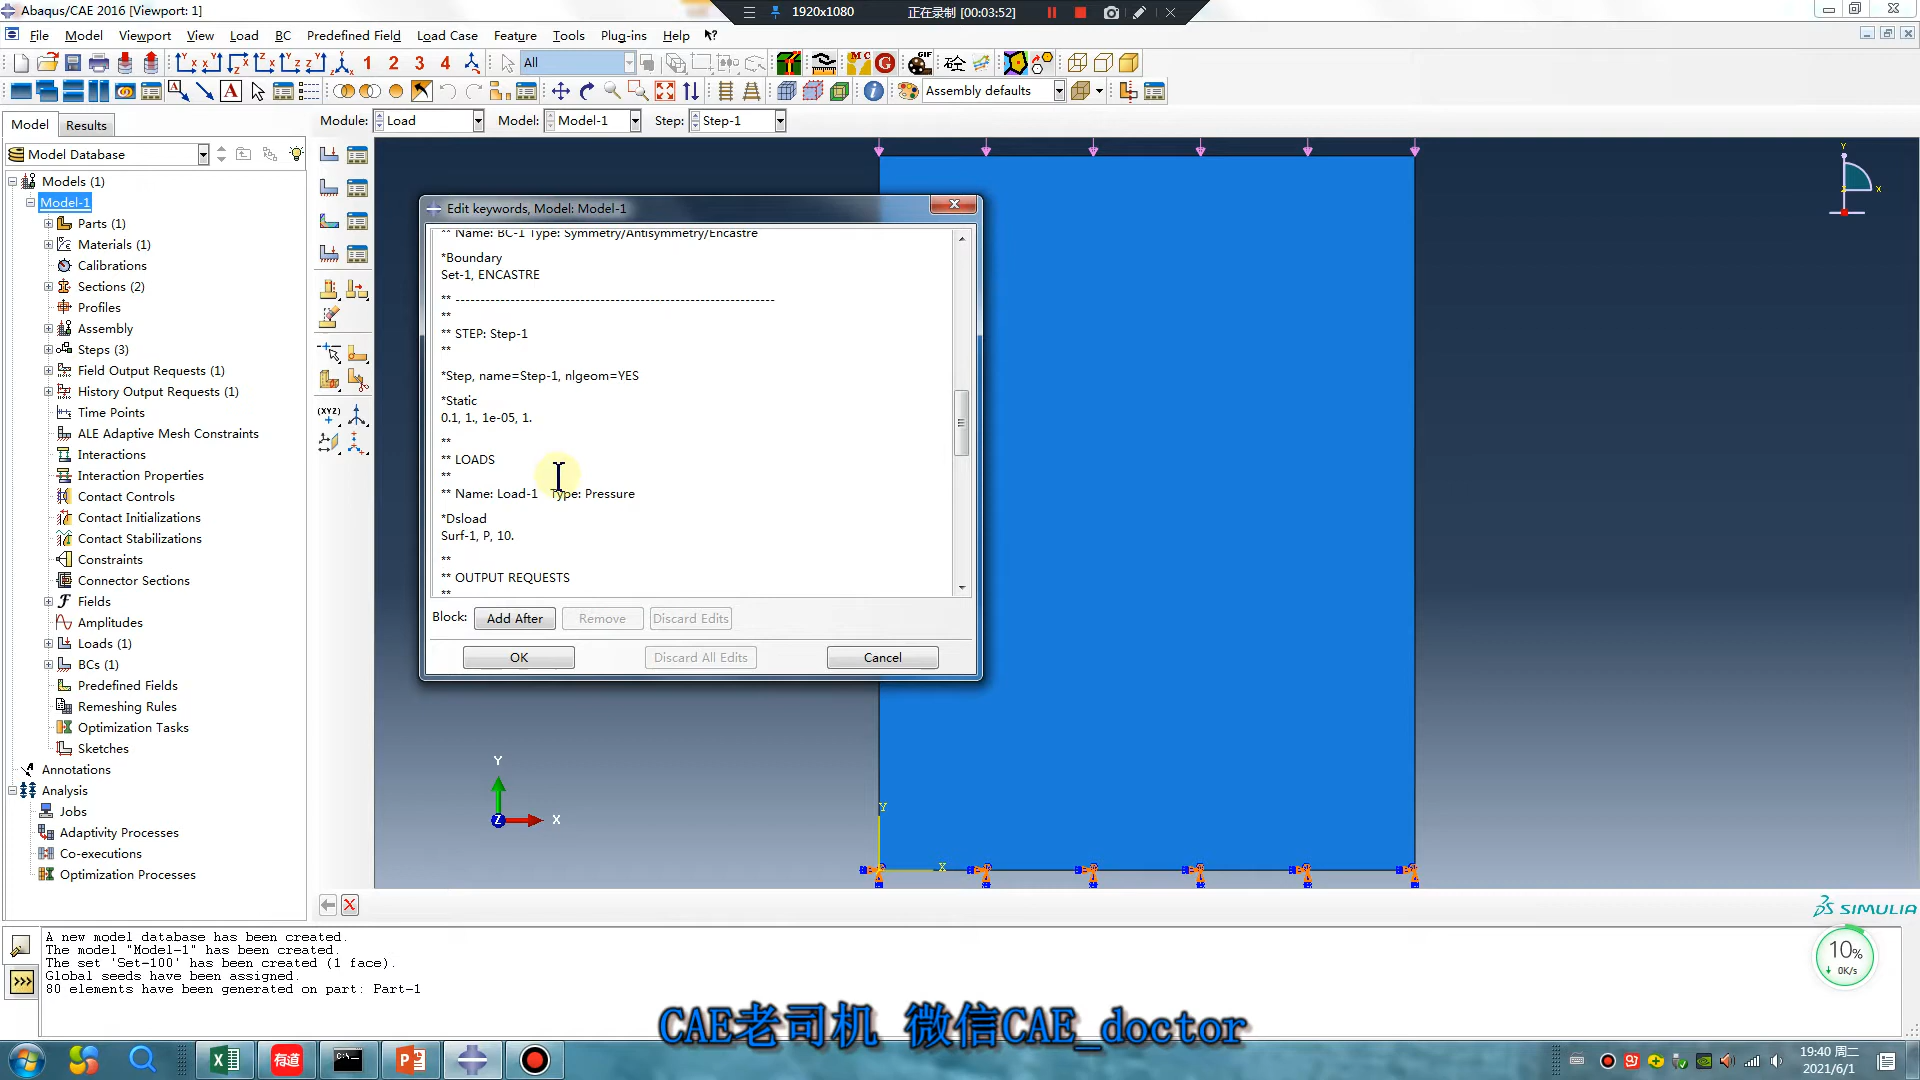 Abaqus/CAE 2016 [Viewport: 1]
1920x1080
正在录制 [00:03:52]
File Model Viewport View Load BC Predefined Field Load Case Feature Tools Plug-ins Help
1 2 3 4
All
Assembly defaults
Model Results
Module: Load Model: Model-1 Step: Step-1
Model Database
Models (1)
Model-1
Parts (1)
Materials (1)
Calibrations
Sections (2)
Profiles
Assembly
Steps (3)
Field Output Requests (1)
History Output Requests (1)
Time Points
ALE Adaptive Mesh Constraints
Interactions
Interaction Properties
Contact Controls
Contact Initializations
Contact Stabilizations
Constraints
Connector Sections
Fields
Amplitudes
Loads (1)
BCs (1)
Predefined Fields
Remeshing Rules
Optimization Tasks
Sketches
Annotations
Analysis
Jobs
Adaptivity Processes
Co-executions
Optimization Processes
Edit keywords, Model: Model-1
** Name: BC-1 Type: Symmetry/Antisymmetry/Encastre
*Boundary
Set-1, ENCASTRE
** ----------------------------------------------------------------
**
** STEP: Step-1
**
*Step, name=Step-1, nlgeom=YES
*Static
0.1, 1., 1e-05, 1.
**
** LOADS
**
** Name: Load-1 Type: Pressure
*Dsload
Surf-1, P, 10.
**
** OUTPUT REQUESTS
**
Block: Add After Remove Discard Edits
OK Discard All Edits Cancel
Y
X
Y
X
Z
Y
X
SIMULIA
A new model database has been created.
The model "Model-1" has been created.
The set 'Set-100' has been created (1 face).
Global seeds have been assigned.
80 elements have been generated on part: Part-1
10%
0K/s
CAE老司机 微信CAE_doctor
有道
19:40 周二
2021/6/1